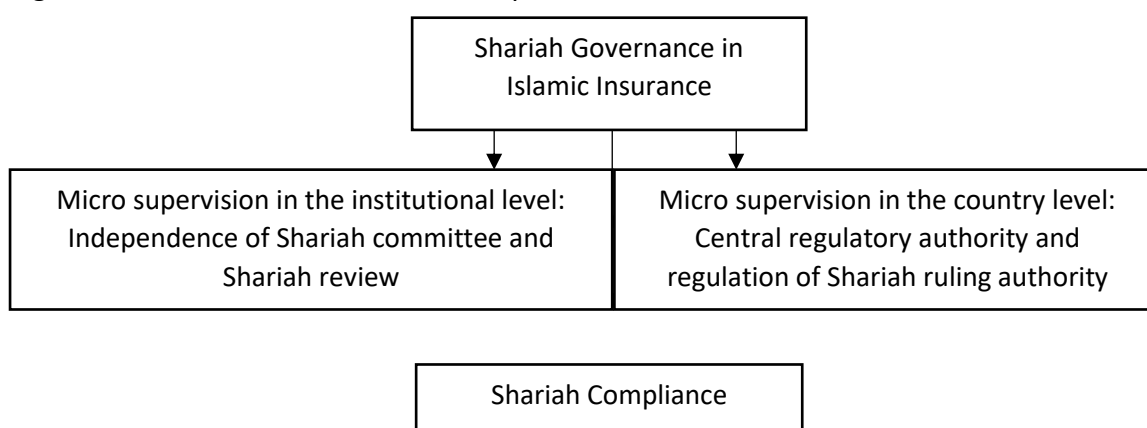 Shariah Governance in
Islamic Insurance
Micro supervision in the institutional level:
Independence of Shariah committee and
Shariah review
Micro supervision in the country level:
Central regulatory authority and
regulation of Shariah ruling authority
Shariah Compliance